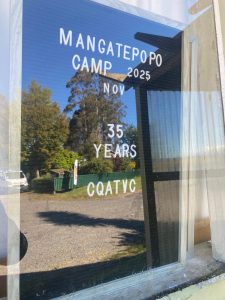 MANGATEPOPO
CAMP 2025
NOV
35
YEARS
CQATVC